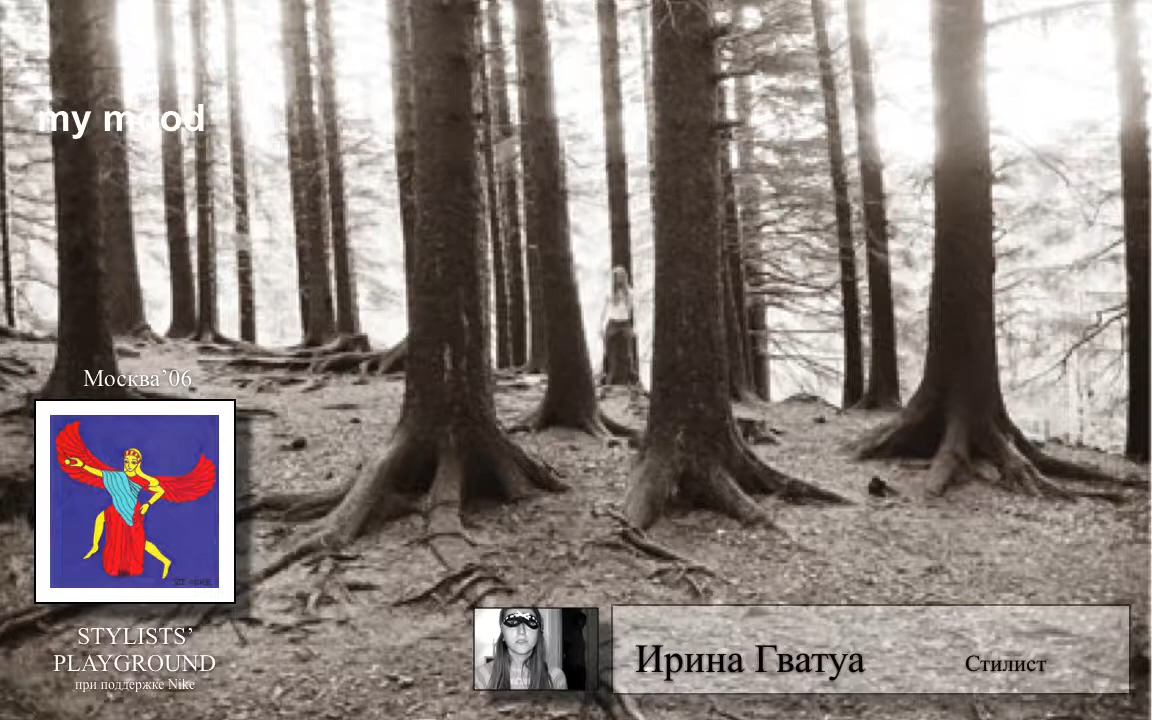 my mood
Москва’06
STYLISTS’
PLAYGROUND
при поддержке Nike
Ирина Гватуа
Стилист